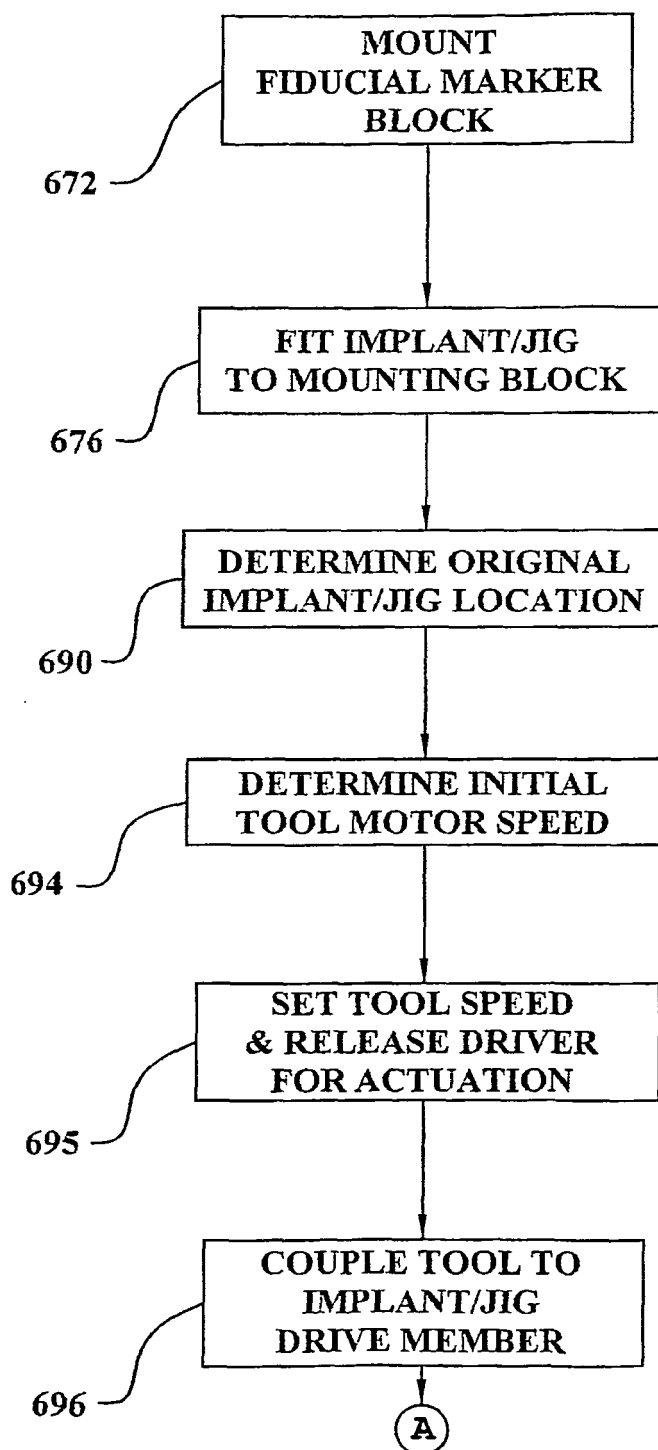 MOUNT
FIDUCIAL MARKER
BLOCK
672
FIT IMPLANT/JIG
TO MOUNTING BLOCK
676
DETERMINE ORIGINAL
IMPLANT/JIG LOCATION
690
DETERMINE INITIAL
TOOL MOTOR SPEED
694
SET TOOL SPEED
& RELEASE DRIVER
FOR ACTUATION
695
COUPLE TOOL TO
IMPLANT/JIG
DRIVE MEMBER
696
A